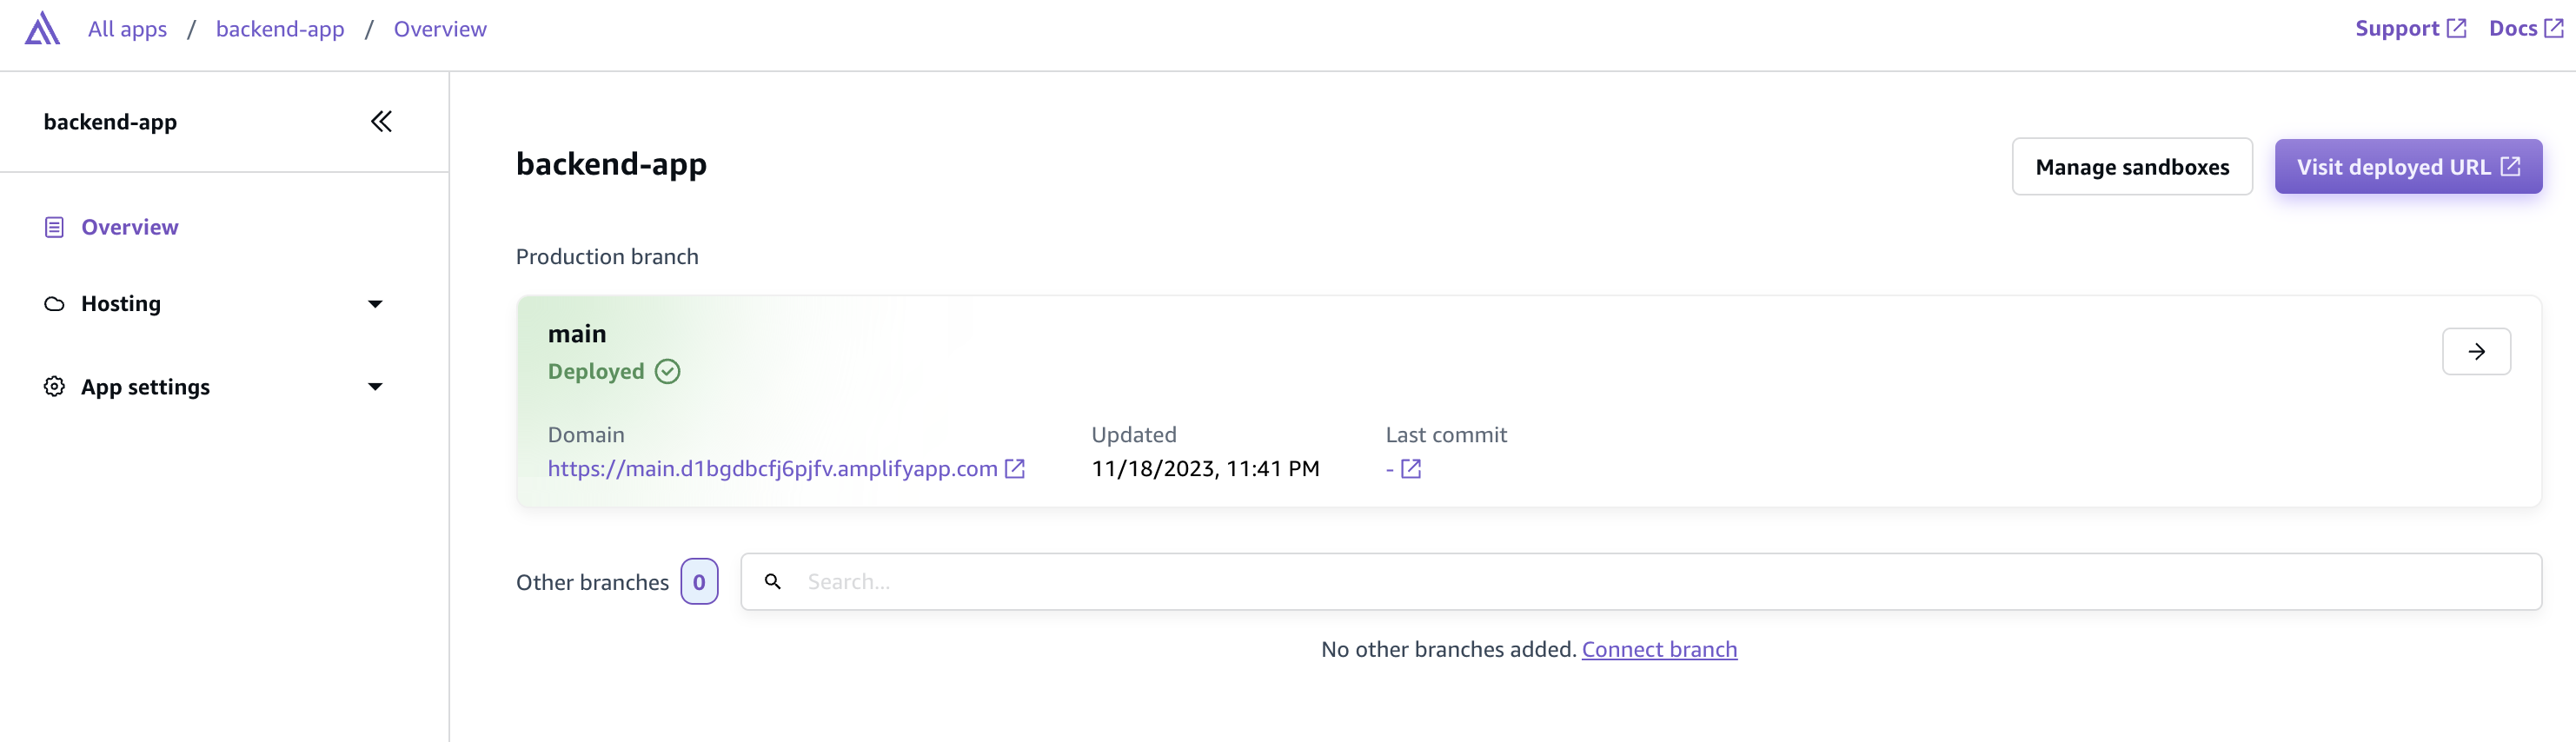 All apps / backend-app / Overview
Support Docs
backend-app
Overview
Hosting
App settings
backend-app
Manage sandboxes
Visit deployed URL
Production branch
main
Deployed
Domain Updated Last commit
https://main.d1bgdbcfj6pjfv.amplifyapp.com 11/18/2023, 11:41 PM -
Other branches 0 Search...
No other branches added. Connect branch